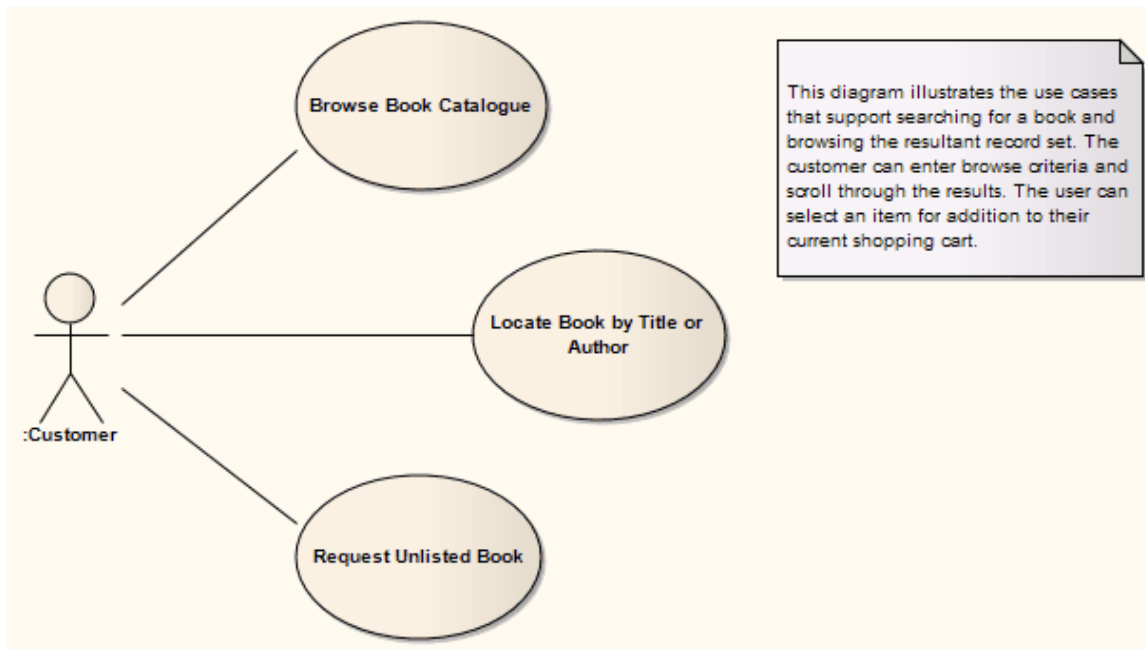 Browse Book Catalogue
This diagram illustrates the use cases
that support searching for a book and
browsing the resultant record set. The
customer can enter browse criteria and
scroll through the results. The user can
select an item for addition to their
current shopping cart.
Locate Book by Title or
Author
:Customer
Request Unlisted Book